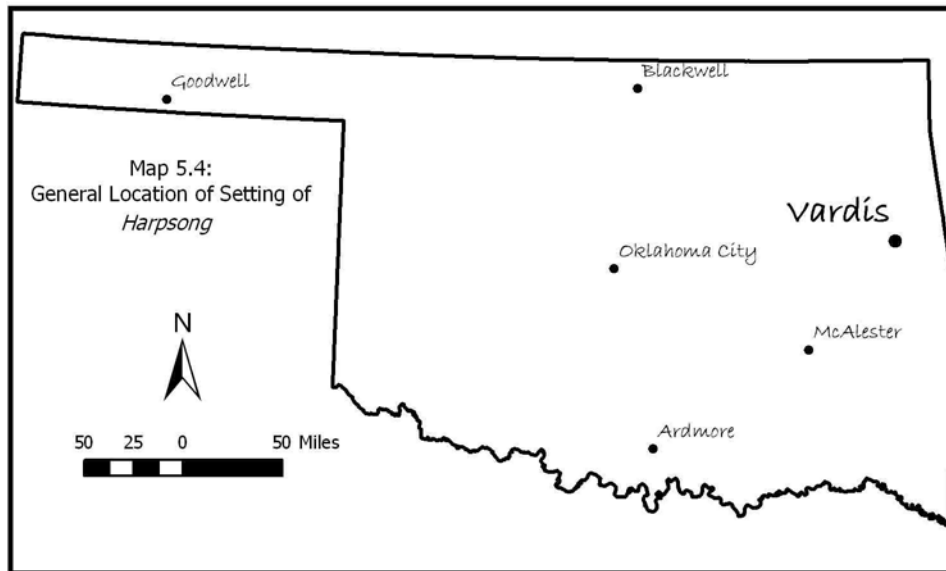 Goodwell
Blackwell
Map 5.4:
General Location of Setting of
Harpsong
Vardis
Oklahoma City
N
McAlester
Ardmore
50 25 0 50 Miles